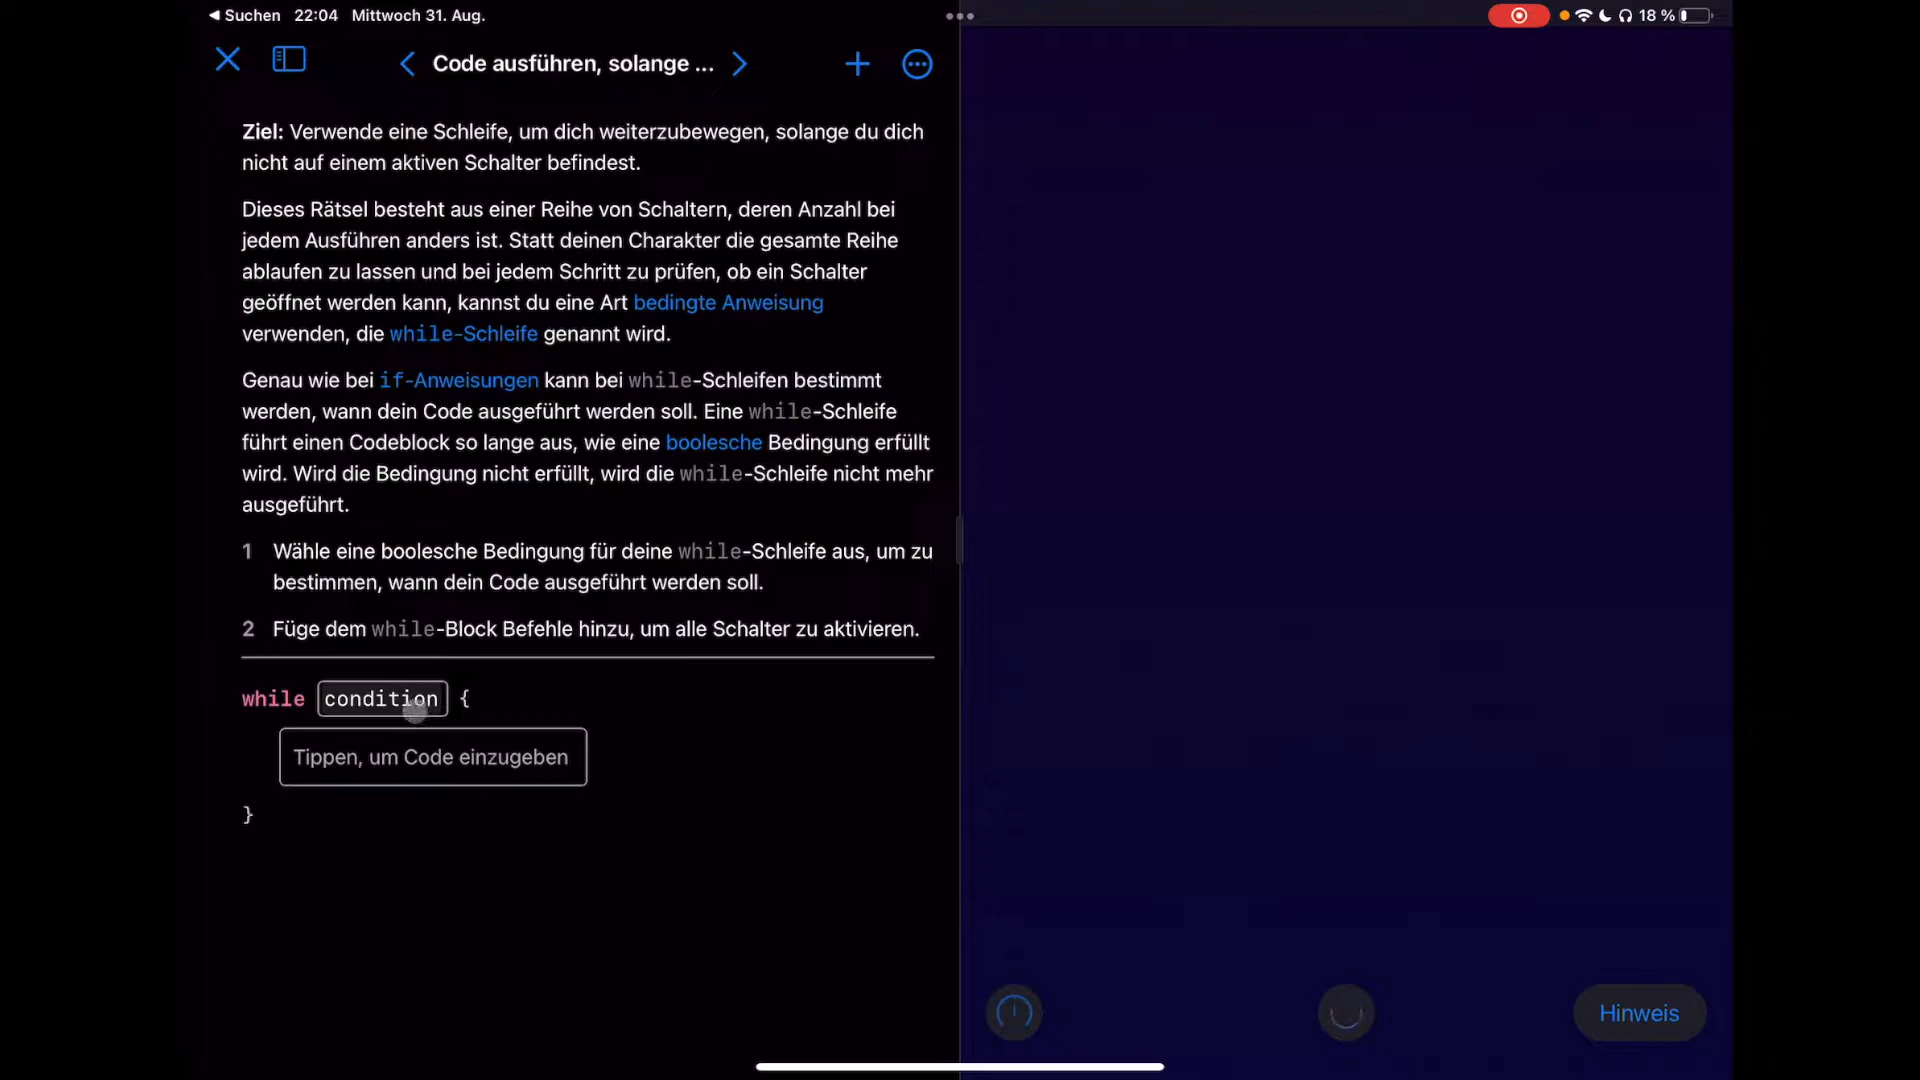 ◀ Suchen 22:04 Mittwoch 31. Aug.
18 %
Code ausführen, solange ...
Ziel: Verwende eine Schleife, um dich weiterzubewegen, solange du dich
nicht auf einem aktiven Schalter befindest.
Dieses Rätsel besteht aus einer Reihe von Schaltern, deren Anzahl bei
jedem Ausführen anders ist. Statt deinen Charakter die gesamte Reihe
ablaufen zu lassen und bei jedem Schritt zu prüfen, ob ein Schalter
geöffnet werden kann, kannst du eine Art bedingte Anweisung
verwenden, die while-Schleife genannt wird.
Genau wie bei if-Anweisungen kann bei while-Schleifen bestimmt
werden, wann dein Code ausgeführt werden soll. Eine while-Schleife
führt einen Codeblock so lange aus, wie eine boolesche Bedingung erfüllt
wird. Wird die Bedingung nicht erfüllt, wird die while-Schleife nicht mehr
ausgeführt.
1 Wähle eine boolesche Bedingung für deine while-Schleife aus, um zu
bestimmen, wann dein Code ausgeführt werden soll.
2 Füge dem while-Block Befehle hinzu, um alle Schalter zu aktivieren.
while condition {
Tippen, um Code einzugeben
}
Hinweis